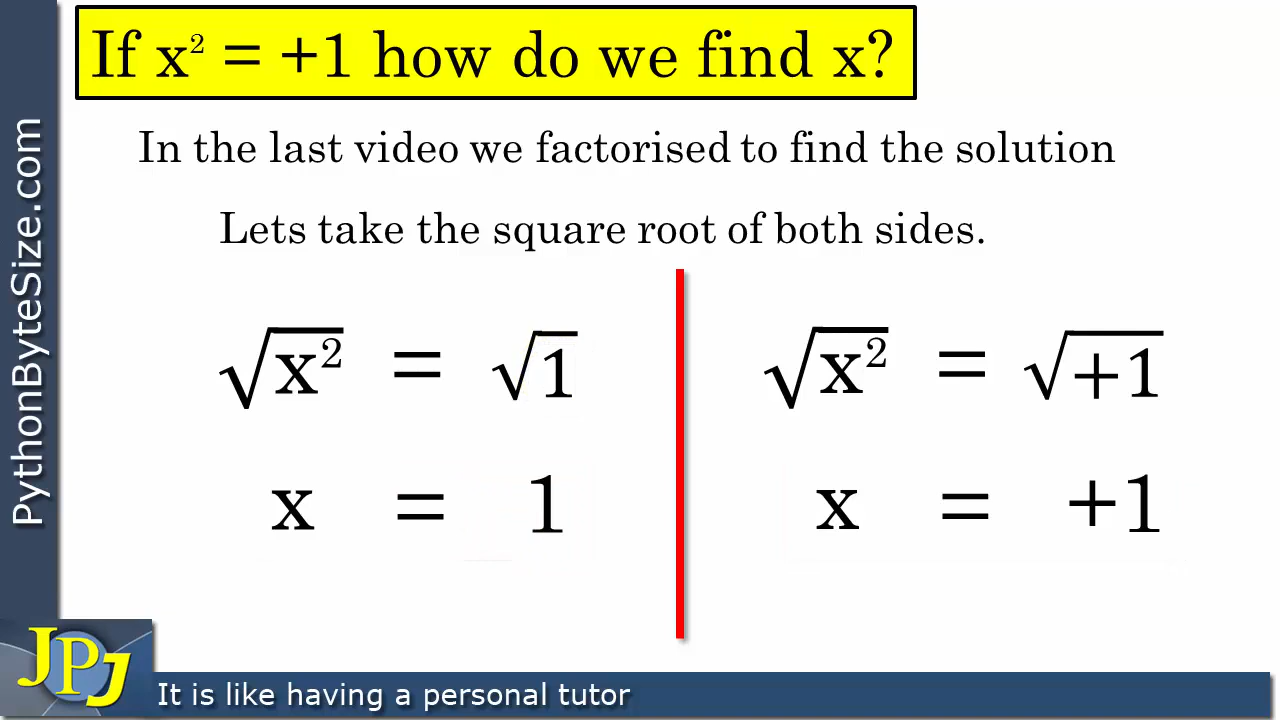 If x² = +1 how do we find x?
In the last video we factorised to find the solution
Lets take the square root of both sides.
√x² = √1
x = 1
√x² = √+1
x = +1
PythonByteSize.com
JPJ
It is like having a personal tutor